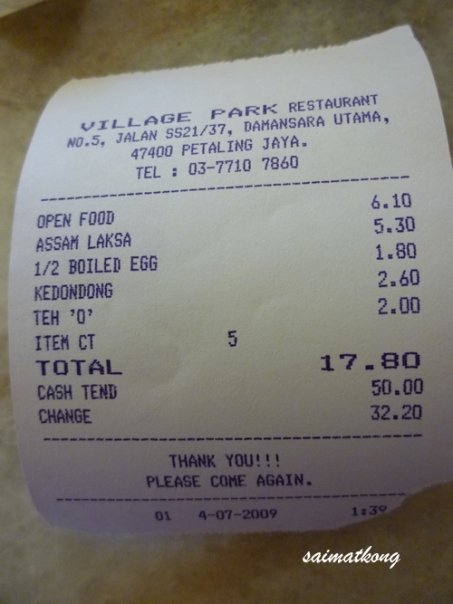 VILLAGE PARK RESTAURANT
NO.5, JALAN SS21/37, DAMANSARA UTAMA,
47400 PETALING JAYA.
TEL : 03-7710 7860
OPEN FOOD 6.10
ASSAM LAKSA 5.30
1/2 BOILED EGG 1.80
KEDONDONG 2.60
TEH 'O' 2.00
ITEM CT 5
TOTAL 17.80
CASH TEND 50.00
CHANGE 32.20
THANK YOU!!!
PLEASE COME AGAIN.
01 4-07-2009 1:39
saimatkong